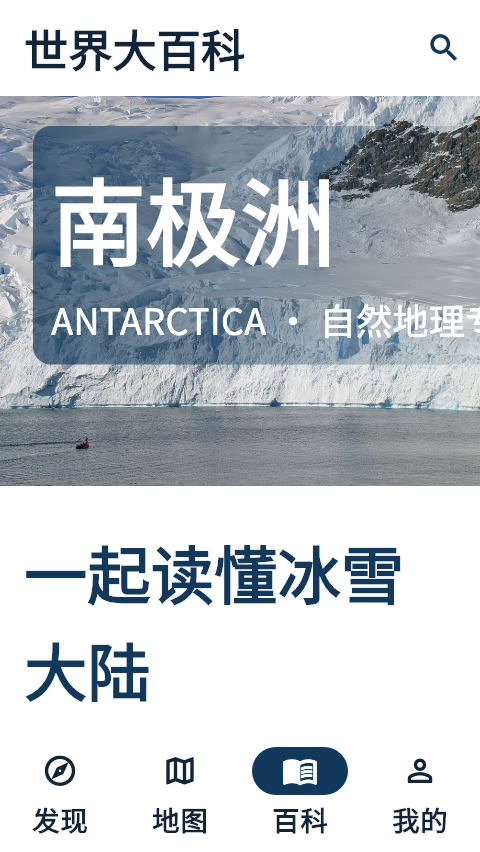 世界大百科
南极洲
ANTARCTICA · 自然地理
一起读懂冰雪
大陆
发现
地图
百科
我的